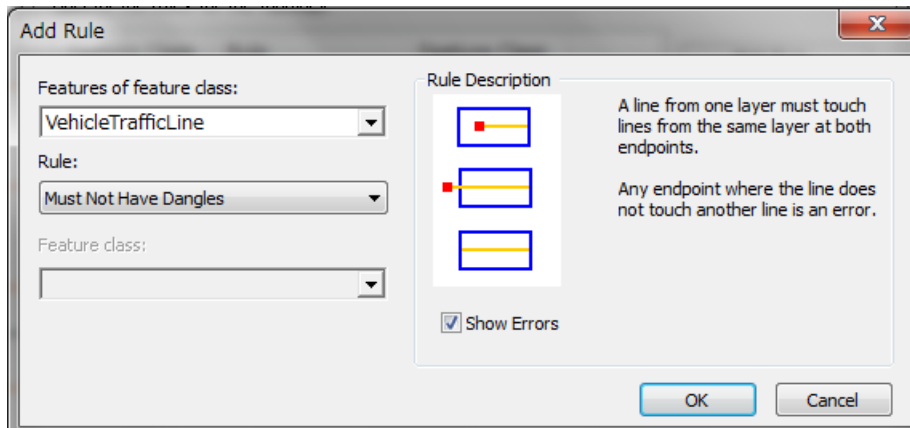 Add Rule
Features of feature class:
VehicleTrafficLine
Rule:
Must Not Have Dangles
Feature class:
Rule Description
A line from one layer must touch
lines from the same layer at both
endpoints.
Any endpoint where the line does
not touch another line is an error.
Show Errors
OK
Cancel